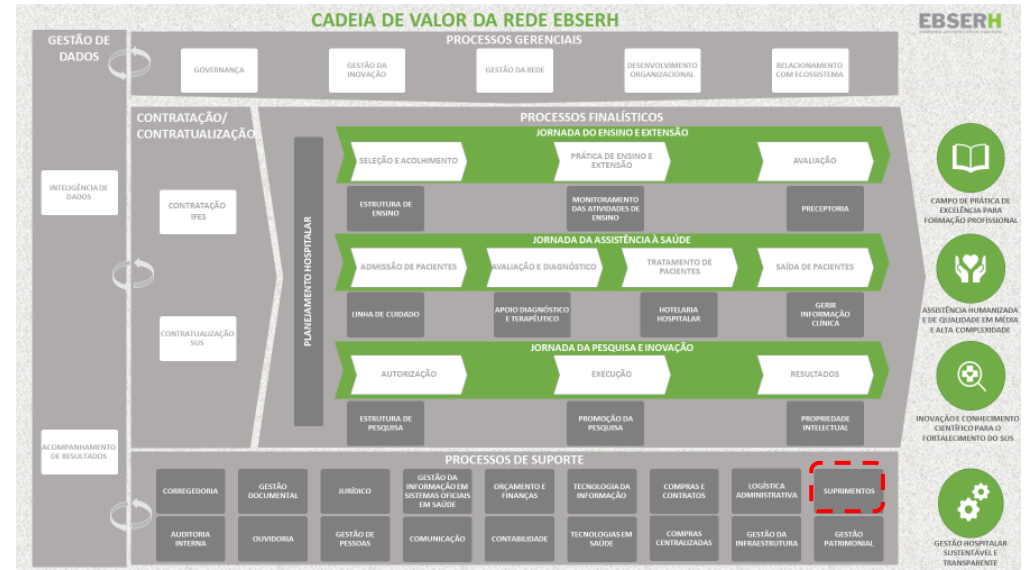 CADEIA DE VALOR DA REDE EBSERH
EBSERH
GESTÃO DE
DADOS
INTELIGÊNCIA DE
DADOS
ACOMPANHAMENTO
DE RESULTADOS
PROCESSOS GERENCIAIS
GOVERNANÇA
GESTÃO DA
INOVAÇÃO
GESTÃO DA REDE
DESENVOLVIMENTO
ORGANIZACIONAL
RELACIONAMENTO
COM ECOSSISTEMA
CONTRATAÇÃO/
CONTRATUALIZAÇÃO
CONTRATAÇÃO
IFES
CONTRATUALIZAÇÃO
SUS
PROCESSOS FINALÍSTICOS
PLANEJAMENTO HOSPITALAR
JORNADA DO ENSINO E EXTENSÃO
SELEÇÃO E ACOLHIMENTO
PRÁTICA DE ENSINO E
EXTENSÃO
AVALIAÇÃO
ESTRUTURA DE
ENSINO
MONITORAMENTO
DAS ATIVIDADES DE
ENSINO
PRECEPTORIA
JORNADA DA ASSISTÊNCIA À SAÚDE
ADMISSÃO DE PACIENTES
AVALIAÇÃO E DIAGNÓSTICO
TRATAMENTO DE
PACIENTES
SAÍDA DE PACIENTES
LINHA DE CUIDADO
APOIO DIAGNÓSTICO
E TERAPÊUTICO
HOTELARIA
HOSPITALAR
GERIR
INFORMAÇÃO
CLÍNICA
JORNADA DA PESQUISA E INOVAÇÃO
AUTORIZAÇÃO
EXECUÇÃO
RESULTADOS
ESTRUTURA DE
PESQUISA
PROMOÇÃO DA
PESQUISA
PROPRIEDADE
INTELECTUAL
PROCESSOS DE SUPORTE
CORREGEDORIA
GESTÃO
DOCUMENTAL
JURÍDICO
GESTÃO DA
INFORMAÇÃO EM
SISTEMAS OFICIAIS
EM SAÚDE
ORÇAMENTO E
FINANÇAS
TECNOLOGIA DA
INFORMAÇÃO
COMPRAS E
CONTRATOS
LOGÍSTICA
ADMINISTRATIVA
SUPRIMENTOS
AUDITORIA
INTERNA
OUVIDORIA
GESTÃO DE
PESSOAS
COMUNICAÇÃO
CONTABILIDADE
TECNOLOGIAS EM
SAÚDE
COMPRAS
CENTRALIZADAS
GESTÃO DA
INFRAESTRUTURA
GESTÃO
PATRIMONIAL
CAMPO DE PRÁTICA DE
EXCELÊNCIA PARA
FORMAÇÃO PROFISSIONAL
ASSISTÊNCIA HUMANIZADA
E DE QUALIDADE EM MÉDIA
E ALTA COMPLEXIDADE
INOVAÇÃO E CONHECIMENTO
CIENTÍFICO PARA O
FORTALECIMENTO DO SUS
GESTÃO HOSPITALAR
SUSTENTÁVEL E
TRANSPARENTE